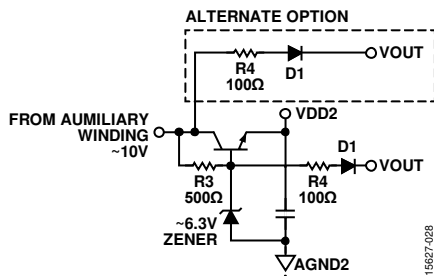 ALTERNATE OPTION
R4
100Ω
D1
VOUT
FROM AUMILIARY
WINDING
~10V
VDD2
D1
R3
500Ω
R4
100Ω
VOUT
~6.3V
ZENER
AGND2
15627-028